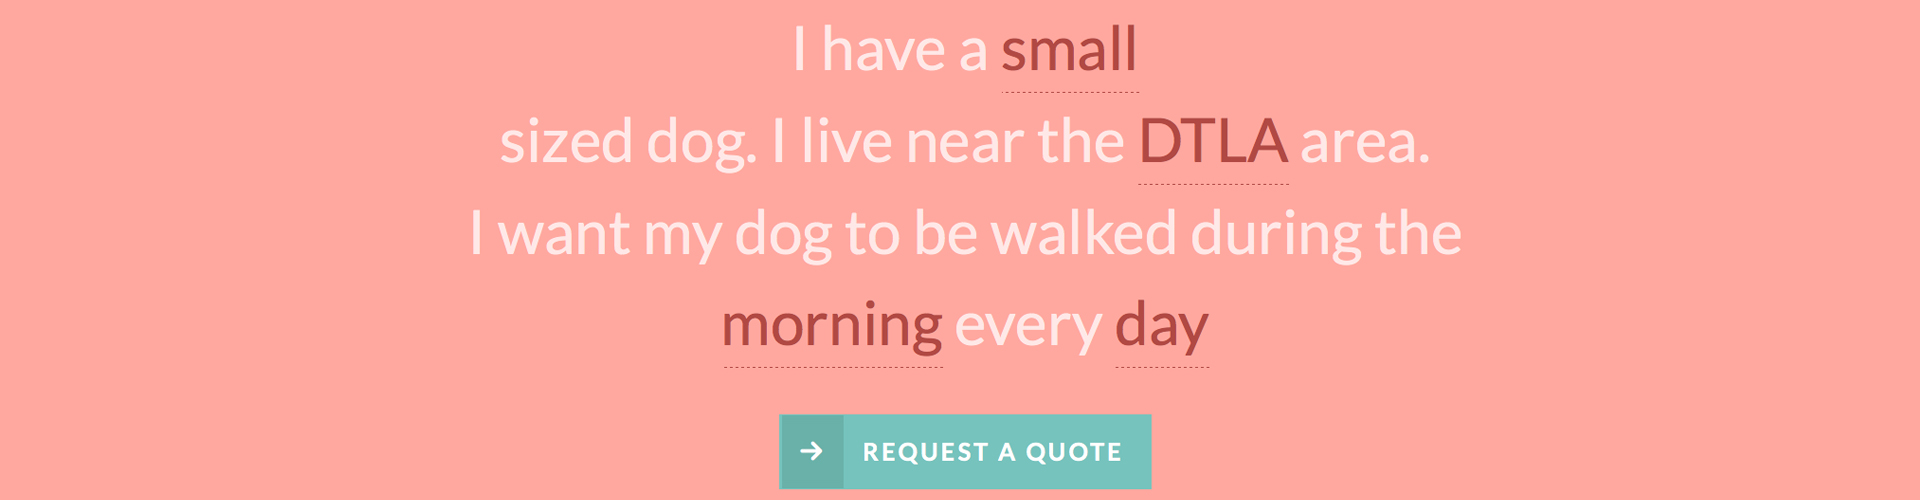 I have a small
sized dog. I live near the DTLA area.
I want my dog to be walked during the
morning every day
REQUEST A QUOTE